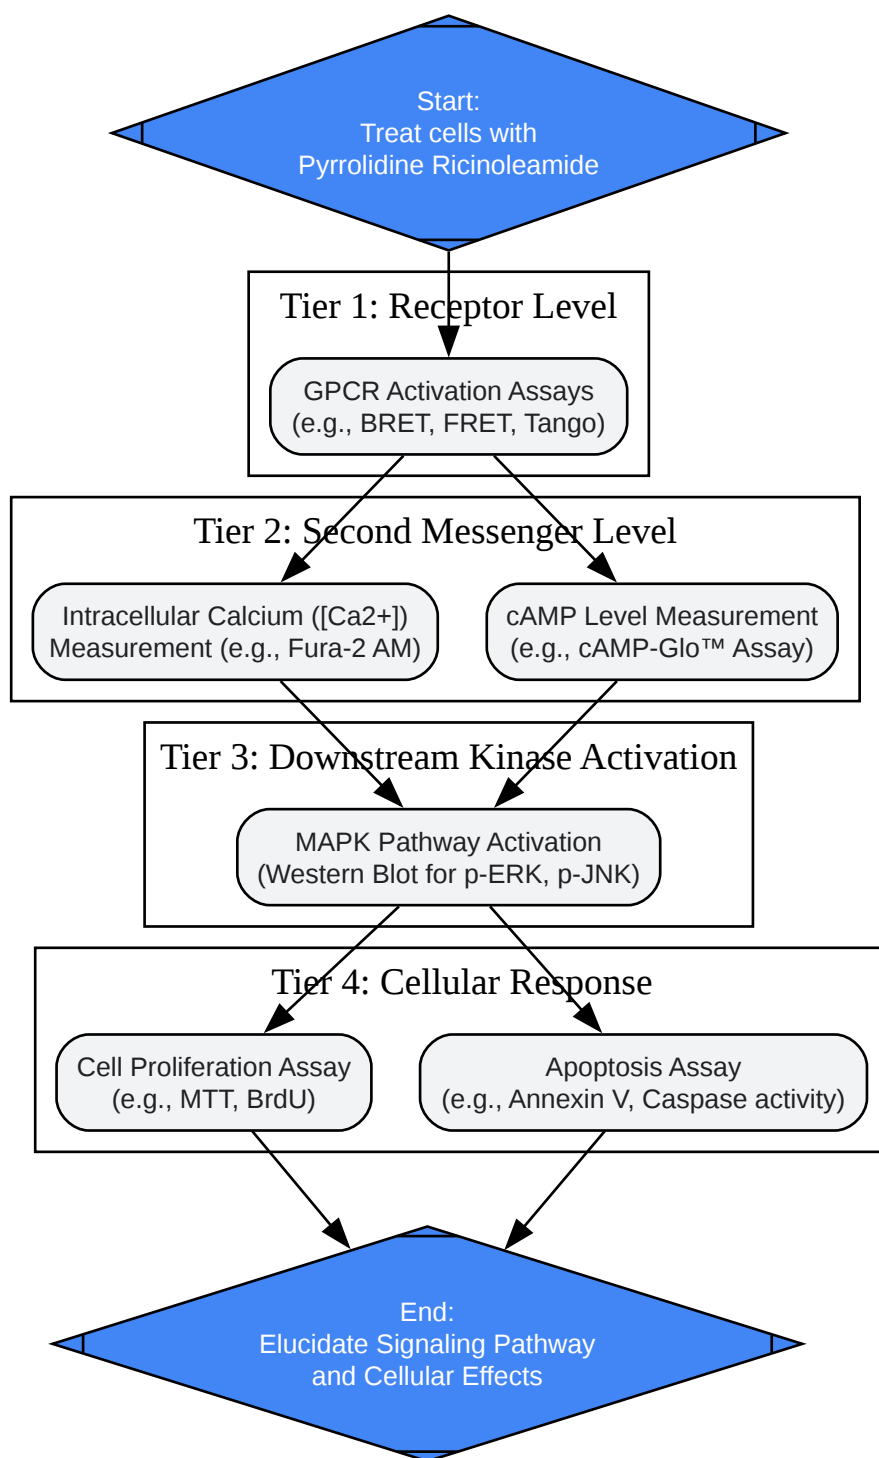 Start:
Treat cells with
Pyrrolidine Ricinoleamide
Tier 1: Receptor Level
GPCR Activation Assays
(e.g., BRET, FRET, Tango)
Tier 2: Second Messenger Level
Intracellular Calcium ([Ca2+])
Measurement (e.g., Fura-2 AM)
cAMP Level Measurement
(e.g., cAMP-Glo™ Assay)
Tier 3: Downstream Kinase Activation
MAPK Pathway Activation
(Western Blot for p-ERK, p-JNK)
Tier 4: Cellular Response
Cell Proliferation Assay
(e.g., MTT, BrdU)
Apoptosis Assay
(e.g., Annexin V, Caspase activity)
End:
Elucidate Signaling Pathway
and Cellular Effects